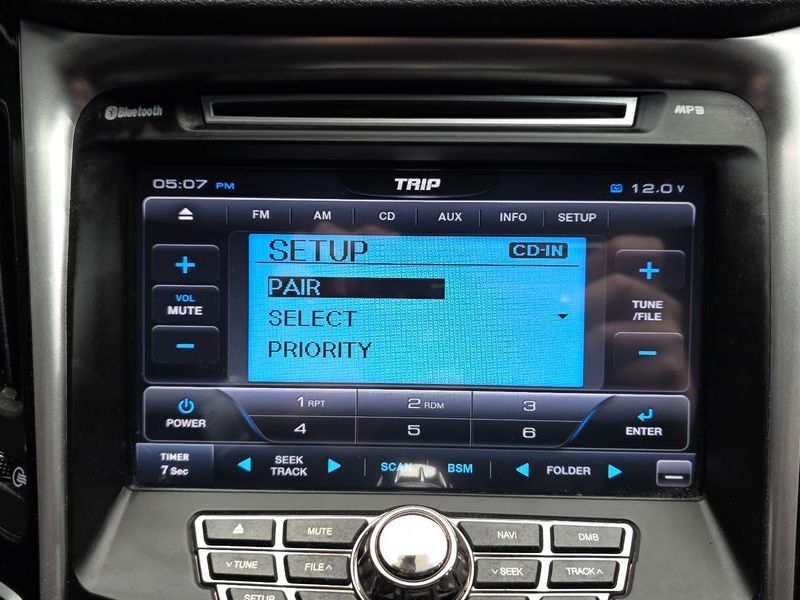 Bluetooth
MP3
05:07 PM TRIP 12.0 V
FM AM CD AUX INFO SETUP
SETUP CD-IN
PAIR
SELECT
PRIORITY
+
VOL
MUTE
−
+
TUNE
/FILE
−
POWER
1 RPT 2 RDM 3
4 5 6
ENTER
TIMER
7 Sec
SEEK
TRACK
SCAN BSM
FOLDER
MUTE NAVI DMB
∨ TUNE FILE ∧ ∨ SEEK TRACK ∧
SETUP